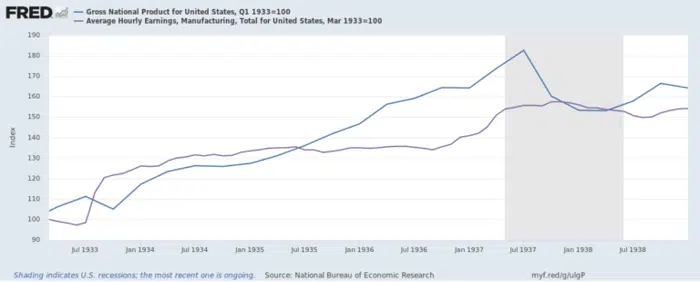 FRED
Gross National Product for United States, Q1 1933=100
Average Hourly Earnings, Manufacturing, Total for United States, Mar 1933=100
190
180
170
160
150
140
130
120
110
100
90
Index
Jul 1933
Jan 1934
Jul 1934
Jan 1935
Jul 1935
Jan 1936
Jul 1936
Jan 1937
Jul 1937
Jan 1938
Jul 1938
Shading indicates U.S. recessions; the most recent one is ongoing.
Source: National Bureau of Economic Research
myf.red/g/ulgP